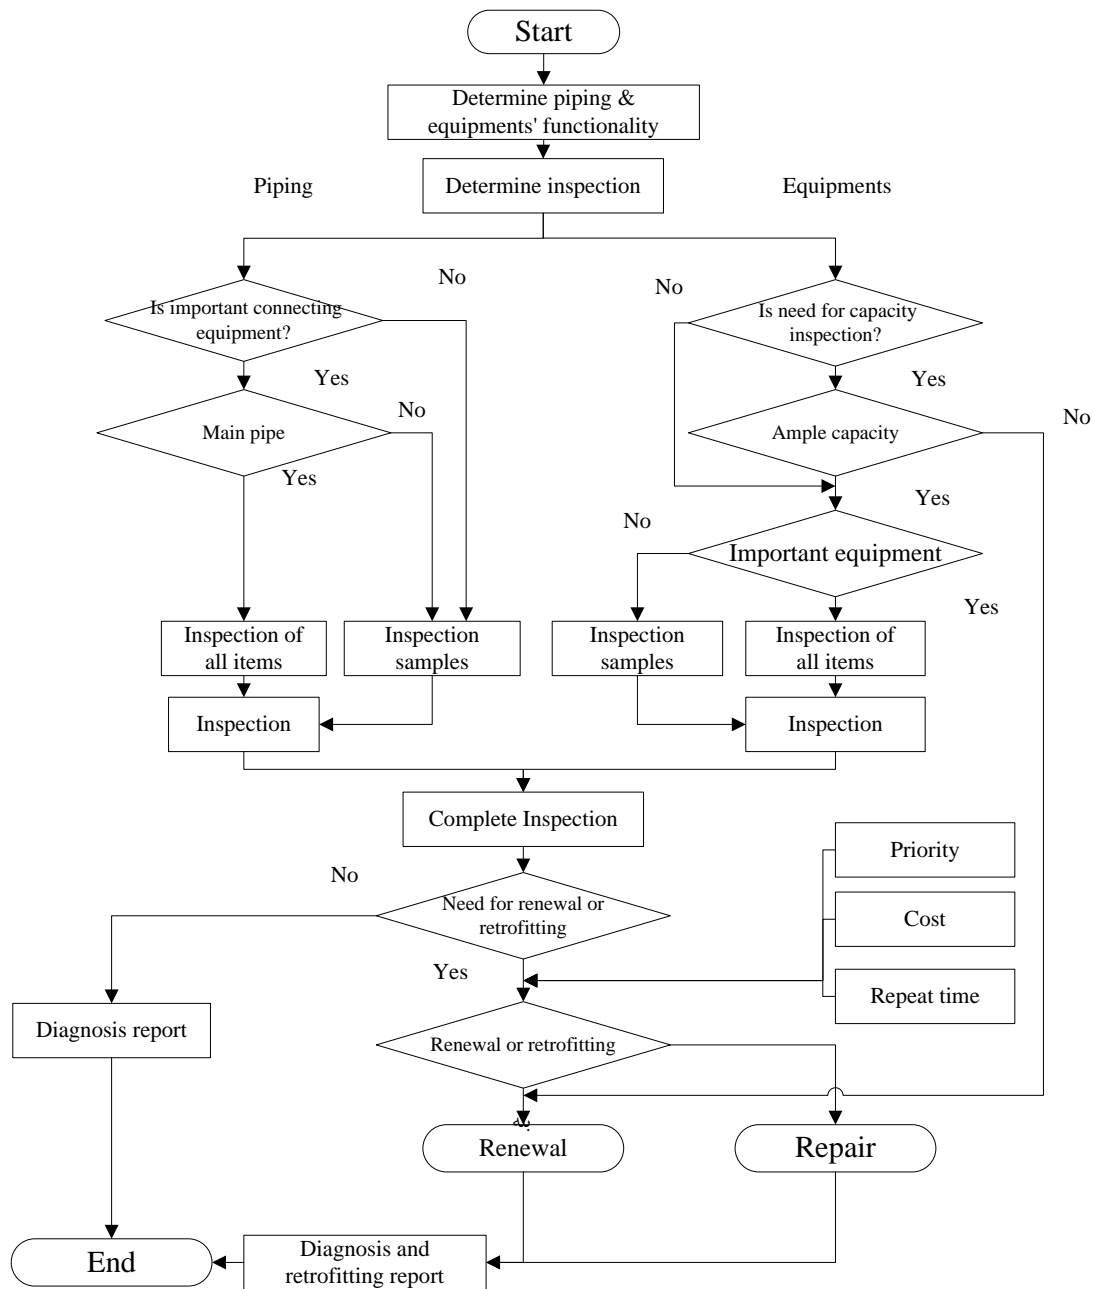 Start
Determine piping &
equipments' functionality
Determine inspection
Piping
Equipments
No
No
Is important connecting
equipment?
Is need for capacity
inspection?
Yes
Yes
No
No
Main pipe
Ample capacity
Yes
Yes
No
Important equipment
Yes
Inspection of
all items
Inspection
samples
Inspection
samples
Inspection of
all items
Inspection
Inspection
Complete Inspection
Priority
No
Need for renewal or
retrofitting
Cost
Yes
Repeat time
Diagnosis report
Renewal or retrofitting
Renewal
Repair
End
Diagnosis and
retrofitting report